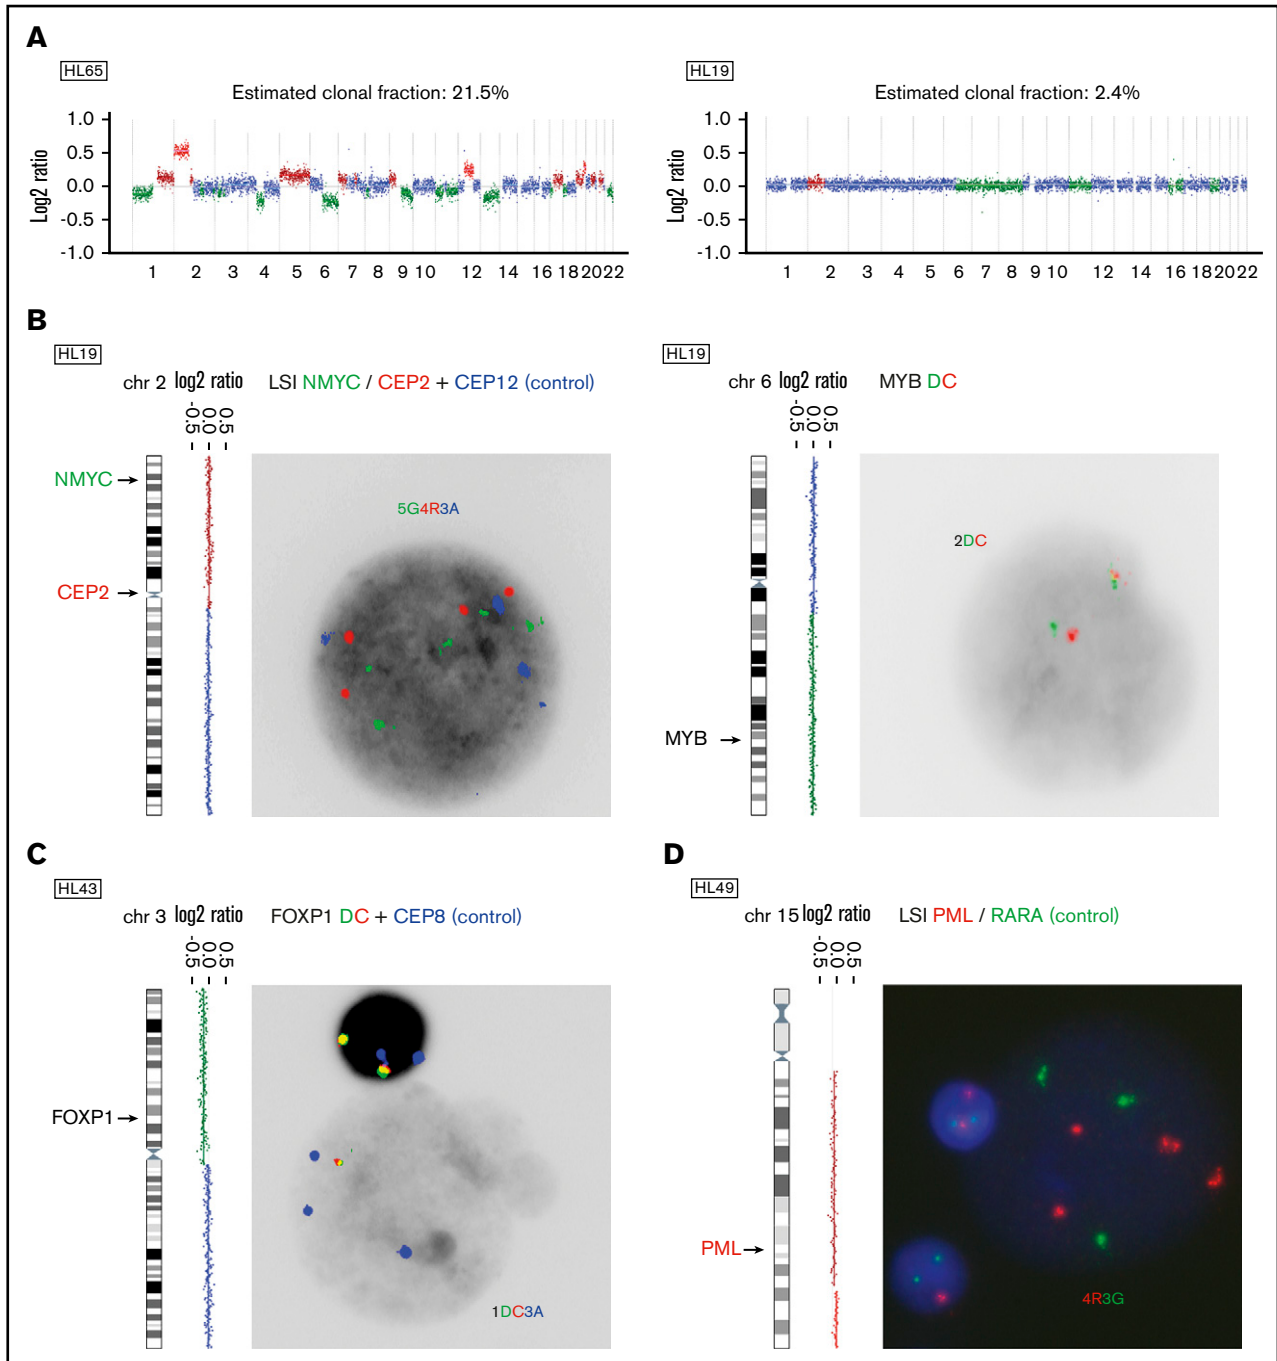 A
HL65
Estimated clonal fraction: 21.5%
Log2 ratio
1.0
0.5
0.0
-0.5
-1.0
1 2 3 4 5 6 7 8 9 10 12 14 16 18 20 22
HL19
Estimated clonal fraction: 2.4%
Log2 ratio
1.0
0.5
0.0
-0.5
-1.0
1 2 3 4 5 6 7 8 9 10 12 14 16 18 20 22
B
HL19
chr 2 log2 ratio
LSI NMYC / CEP2 + CEP12 (control)
-0.5 0.0 0.5
NMYC
CEP2
5G4R3A
HL19
chr 6 log2 ratio
MYB DC
-0.5 0.0 0.5
2DC
MYB
C
HL43
chr 3 log2 ratio
FOXP1 DC + CEP8 (control)
-0.5 0.0 0.5
FOXP1
1DC3A
D
HL49
chr 15 log2 ratio
LSI PML / RARA (control)
-0.5 0.0 0.5
PML
4R3G